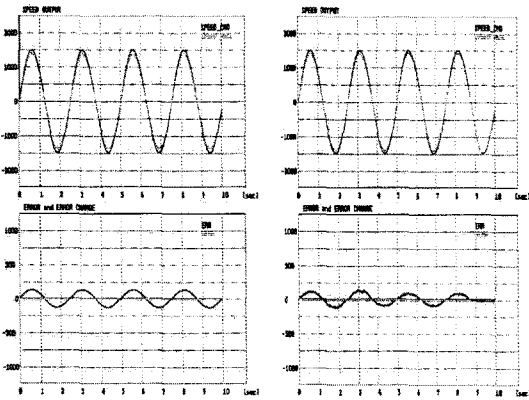 SPEED OUTPUT
SPEED_CMD
1000
0
-1000
0 1 2 3 4 5 6 7 8 9 10 [sec]
SPEED OUTPUT
SPEED_CMD
1000
0
-1000
0 1 2 3 4 5 6 7 8 9 10 [sec]
ERROR and ERROR CHANGE
ERR
1000
500
0
-500
-1000
0 1 2 3 4 5 6 7 8 9 10 [sec]
ERROR and ERROR CHANGE
ERR
1000
500
0
-500
-1000
0 1 2 3 4 5 6 7 8 9 10 [sec]